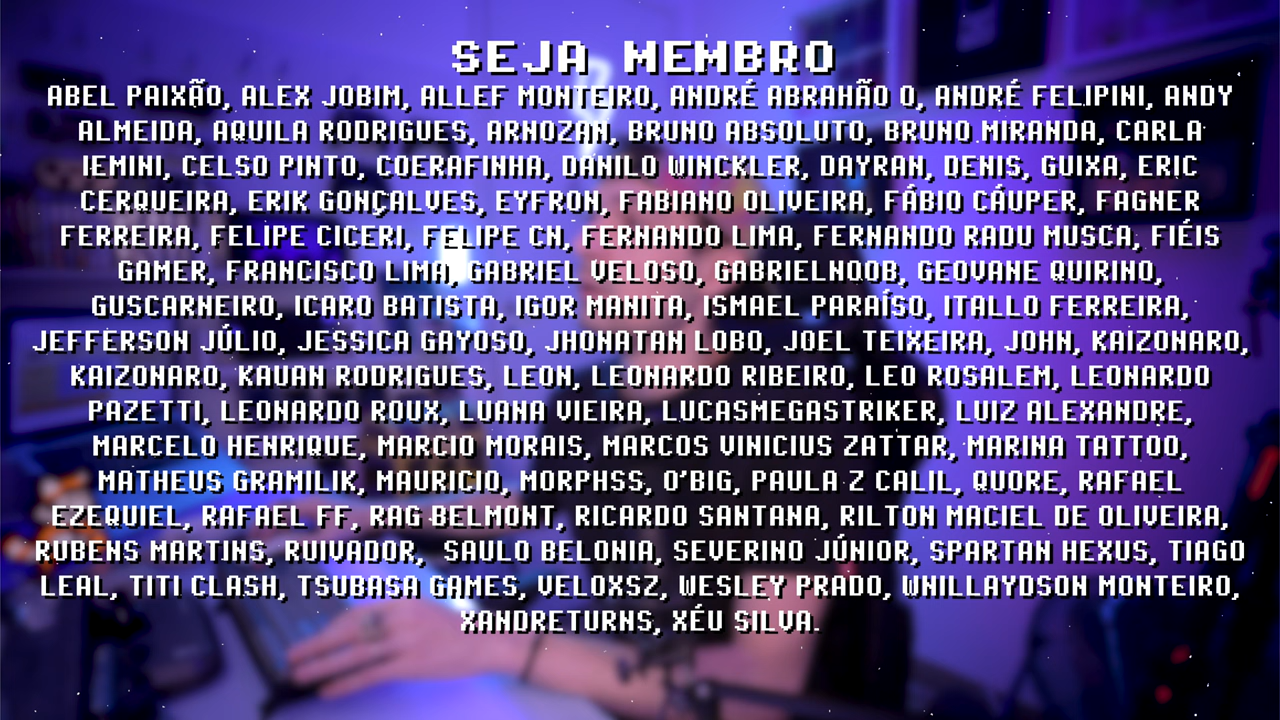 SEJA MEMBRO
ABEL PAIXÃO, ALEX JOBIM, ALLEF MONTEIRO, ANDRÉ ABRAHÃO O, ANDRÉ FELIPINI, ANDY
ALMEIDA, AQUILA RODRIGUES, ARNOZAN, BRUNO ABSOLUTO, BRUNO MIRANDA, CARLA
IEMINI, CELSO PINTO, COERAFINHA, DANILO WINCKLER, DAYRAN, DENIS, GUIXA, ERIC
CERQUEIRA, ERIK GONÇALVES, EYFRON, FABIANO OLIVEIRA, FÁBIO CÁUPER, FAGNER
FERREIRA, FELIPE CICERI, FELIPE CN, FERNANDO LIMA, FERNANDO RADU MUSCA, FIÉIS
GAMER, FRANCISCO LIMA, GABRIEL VELOSO, GABRIELNOOB, GEOVANE QUIRINO,
GUSCARNEIRO, ICARO BATISTA, IGOR MANITA, ISMAEL PARAÍSO, ITALLO FERREIRA,
JEFFERSON JÚLIO, JESSICA GAYOSO, JHONATAN LOBO, JOEL TEIXEIRA, JOHN, KAIZONARO,
KAIZONARO, KAUAN RODRIGUES, LEON, LEONARDO RIBEIRO, LEO ROSALEM, LEONARDO
PAZETTI, LEONARDO ROUX, LUANA VIEIRA, LUCASMEGASTRIKER, LUIZ ALEXANDRE,
MARCELO HENRIQUE, MARCIO MORAIS, MARCOS VINICIUS ZATTAR, MARINA TATTOO,
MATHEUS GRAMILIK, MAURICIO, MORPHSS, O'BIG, PAULA Z CALIL, QUORE, RAFAEL
EZEQUIEL, RAFAEL FF, RAG BELMONT, RICARDO SANTANA, RILTON MACIEL DE OLIVEIRA,
RUBENS MARTINS, RUIVADOR,  SAULO BELONIA, SEVERINO JÚNIOR, SPARTAN HEXUS, TIAGO
LEAL, TITI CLASH, TSUBASA GAMES, VELOXSZ, WESLEY PRADO, WNILLAYDSON MONTEIRO,
XANDRETURNS, XÉU SILVA.